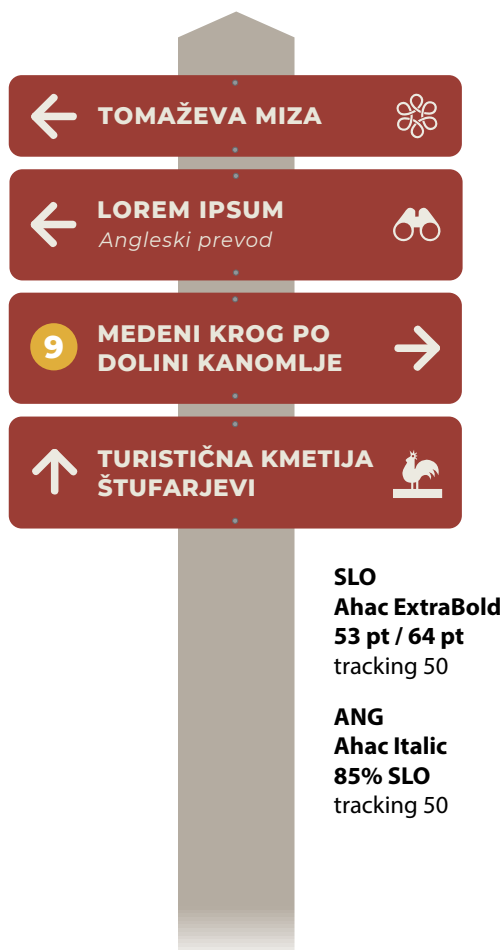 TOMAŽEVA MIZA
LOREM IPSUM
Angleski prevod
9
MEDENI KROG PO
DOLINI KANOMLJE
TURISTIČNA KMETIJA
ŠTUFARJEVI
SLO
Ahac ExtraBold
53 pt / 64 pt
tracking 50
ANG
Ahac Italic
85% SLO
tracking 50